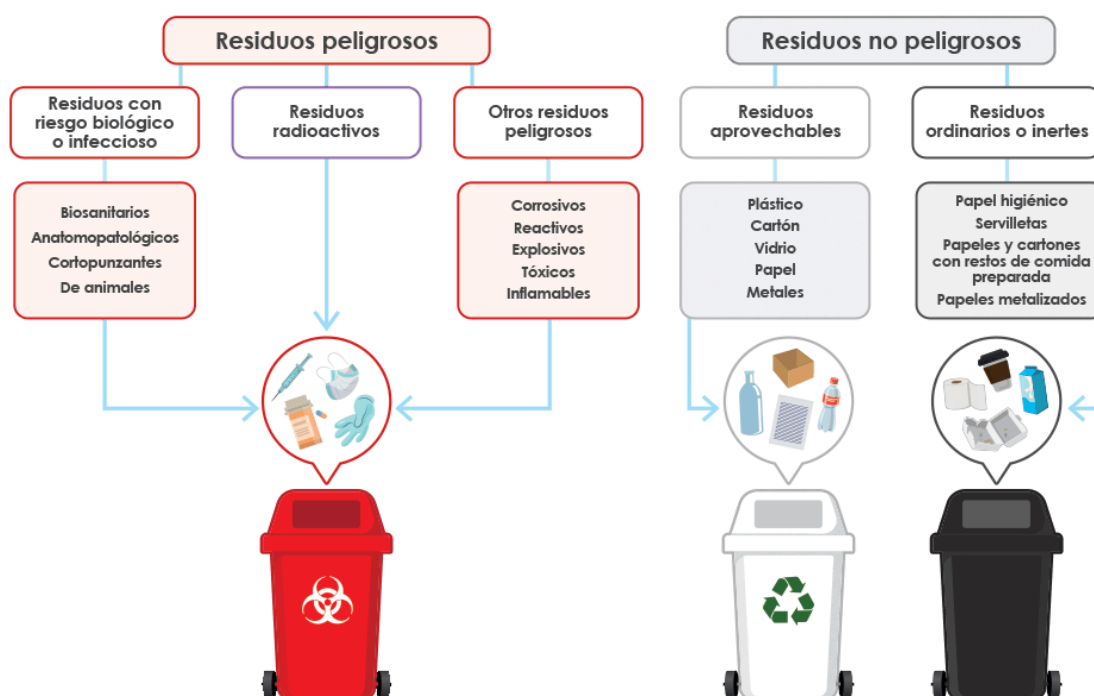 Residuos peligrosos
Residuos no peligrosos
Residuos con
riesgo biológico
o infeccioso
Residuos
radioactivos
Otros residuos
peligrosos
Residuos
aprovechables
Residuos
ordinarios o inertes
Biosanitarios
Anatomopatológicos
Cortopunzantes
De animales
Corrosivos
Reactivos
Explosivos
Tóxicos
Inflamables
Plástico
Cartón
Vidrio
Papel
Metales
Papel higiénico
Servilletas
Papeles y cartones
con restos de comida
preparada
Papeles metalizados